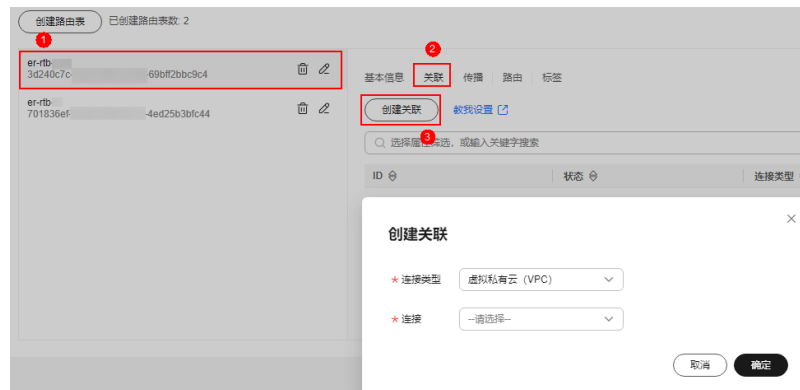 创建路由表 已创建路由表数: 2
1
er-rtb-
3d240c7c- -69bff2bbc9c4
er-rtb-
701836ef- -4ed25b3bfc44
2
基本信息 关联 传播 路由 标签
创建关联 教我设置
3
选择属性筛选，或输入关键字搜索
ID 状态 连接类型
创建关联
* 连接类型 虚拟私有云（VPC）
* 连接 --请选择--
取消 确定